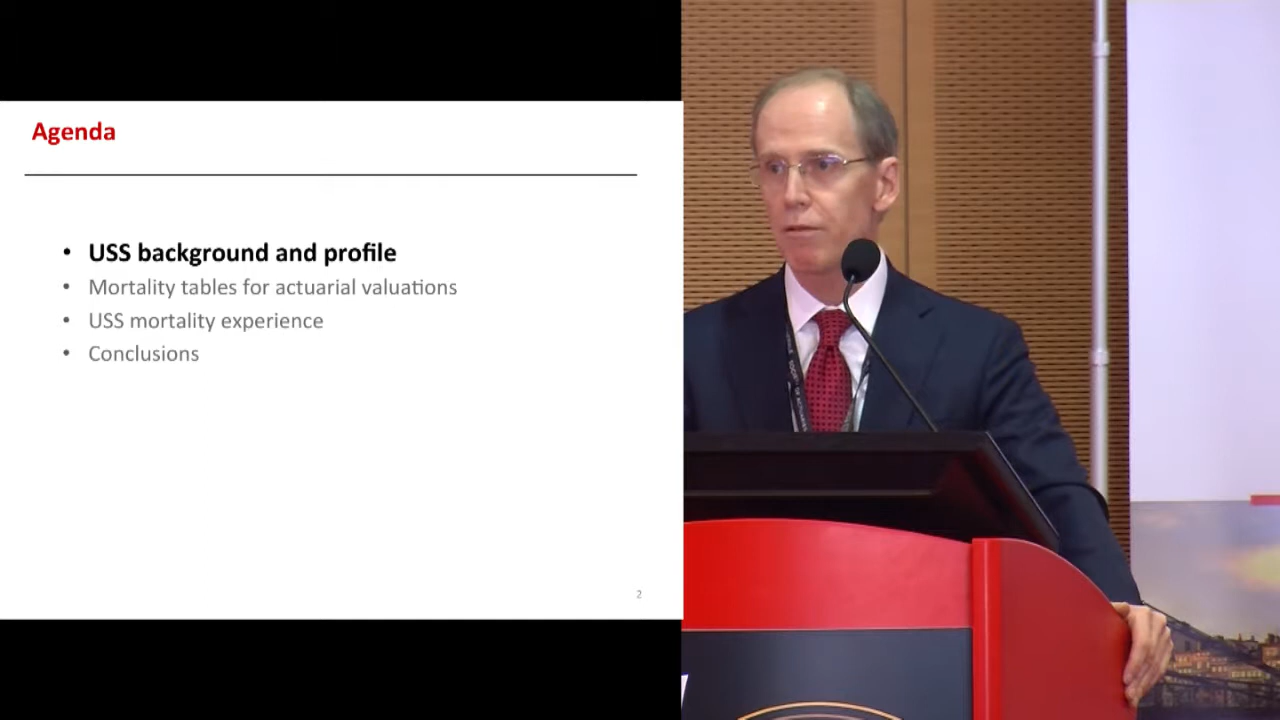 Agenda
• USS background and profile
• Mortality tables for actuarial valuations
• USS mortality experience
• Conclusions
2